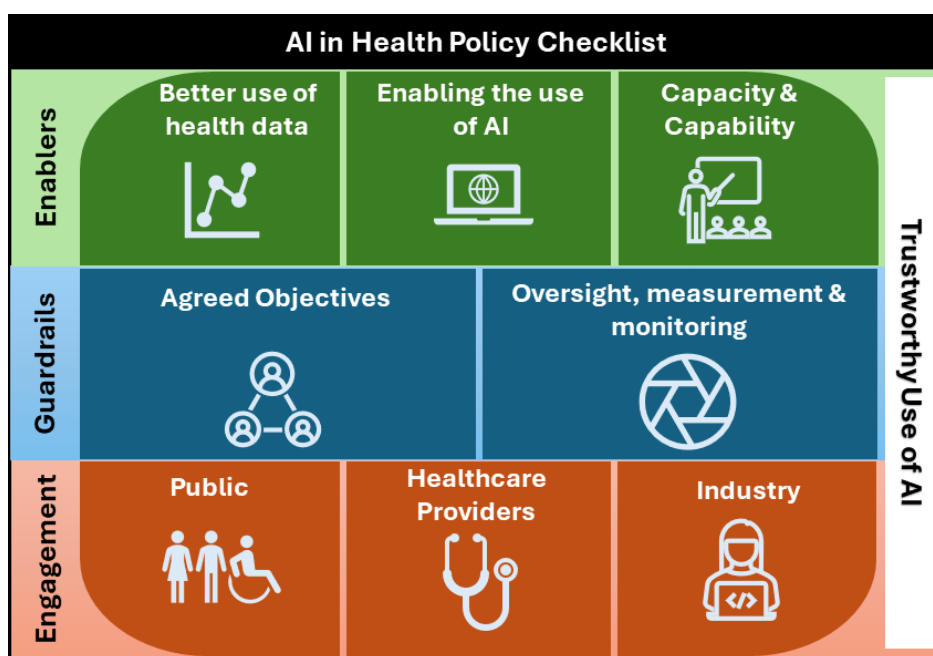 AI in Health Policy Checklist
Enablers
Better use of
health data
Enabling the use
of AI
Capacity &
Capability
Guardrails
Agreed Objectives
Oversight, measurement &
monitoring
Engagement
Public
Healthcare
Providers
Industry
</>
Trustworthy Use of AI